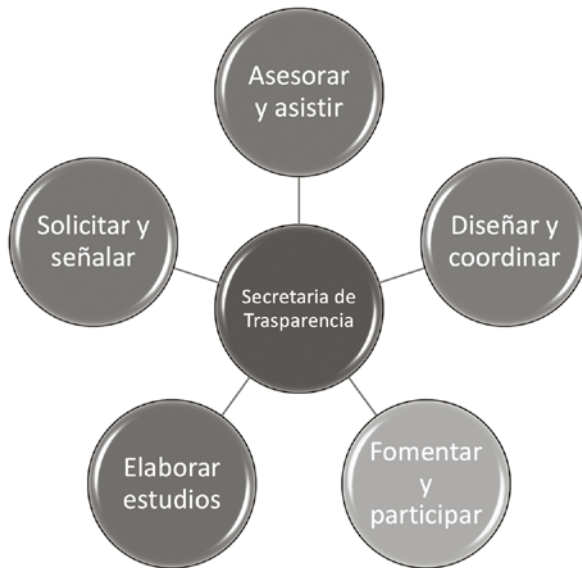 Asesorar
y asistir
Solicitar y
señalar
Diseñar y
coordinar
Secretaria de
Trasparencia
Elaborar
estudios
Fomentar
y
participar